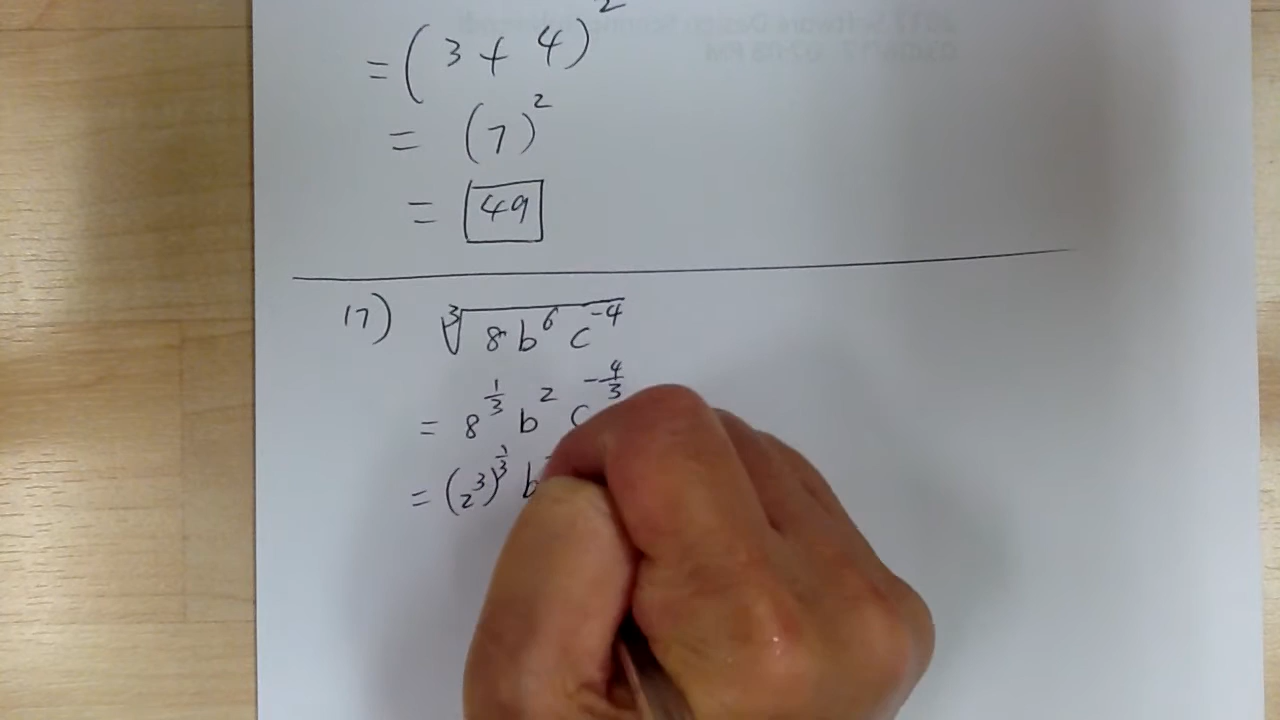 = (3 + 4)²
= (7)²
= 49
17) ∛8b⁶c⁻⁴
= 8^{1/3} b² c^{-4/3}
= (2³)^{1/3} b